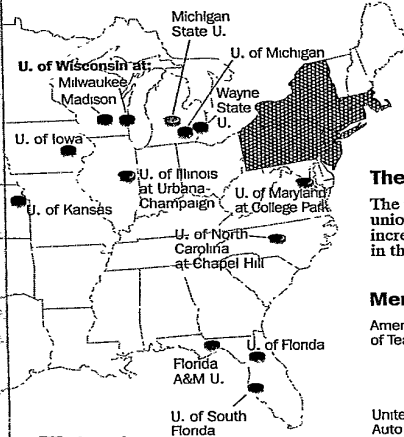 Michigan
State U.
U. of Michigan
U. of Wisconsin at:
Milwaukee
Madison
Wayne
State
U.
U. of Iowa
U. of Illinois
at Urbana-
Champaign
U. of Maryland
at College Park
U. of Kansas
U. of North
Carolina
at Chapel Hill
Florida
A&M U.
U. of Florida
U. of South
Florida
The
The
unio
incre
in th
Mer
Amer
of Te
Unite
Auto